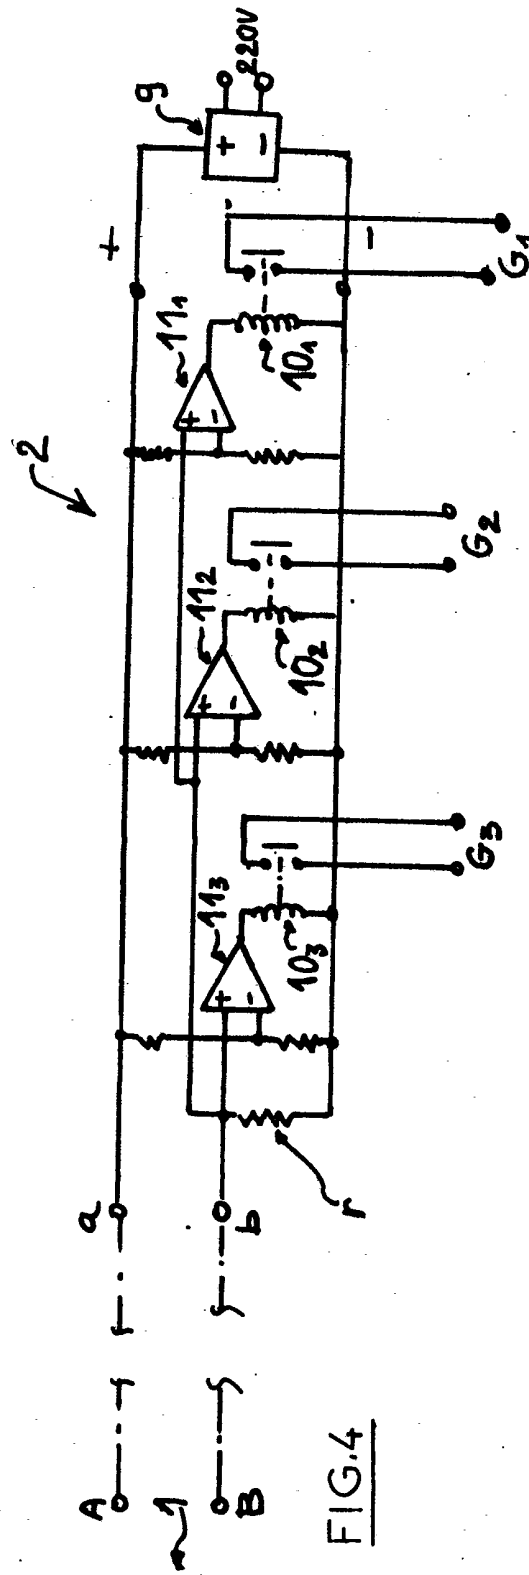 2
A
a
1
B
b
r
11₃
+
-
10₃
G₃
11₂
+
-
10₂
G₂
11₁
+
-
10₁
G₁
+
-
9
+
-
220V
FIG.4